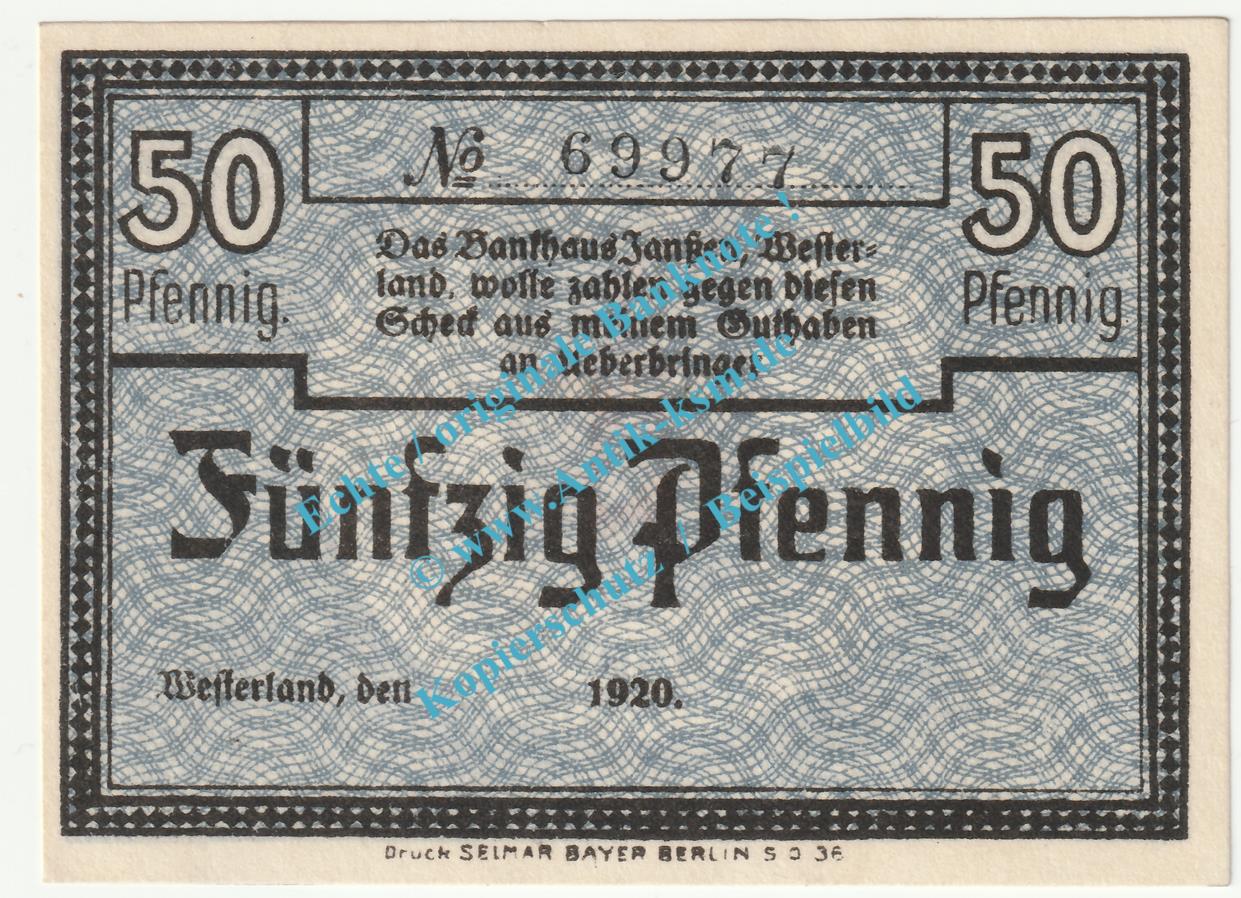 50
№ 69977
50
Pfennig.
Pfennig
Das Bankhaus Janßen, Wester=
land, wolle zahlen gegen diesen
Scheck aus meinem Guthaben
an Ueberbringer
Fünfzig Pfennig
Westerland, den 1920.
Druck SELMAR BAYER BERLIN S O 36
Echte / originale Banknote !
© www.Antik-ksm.de
Kopierschutz / Beispielbild